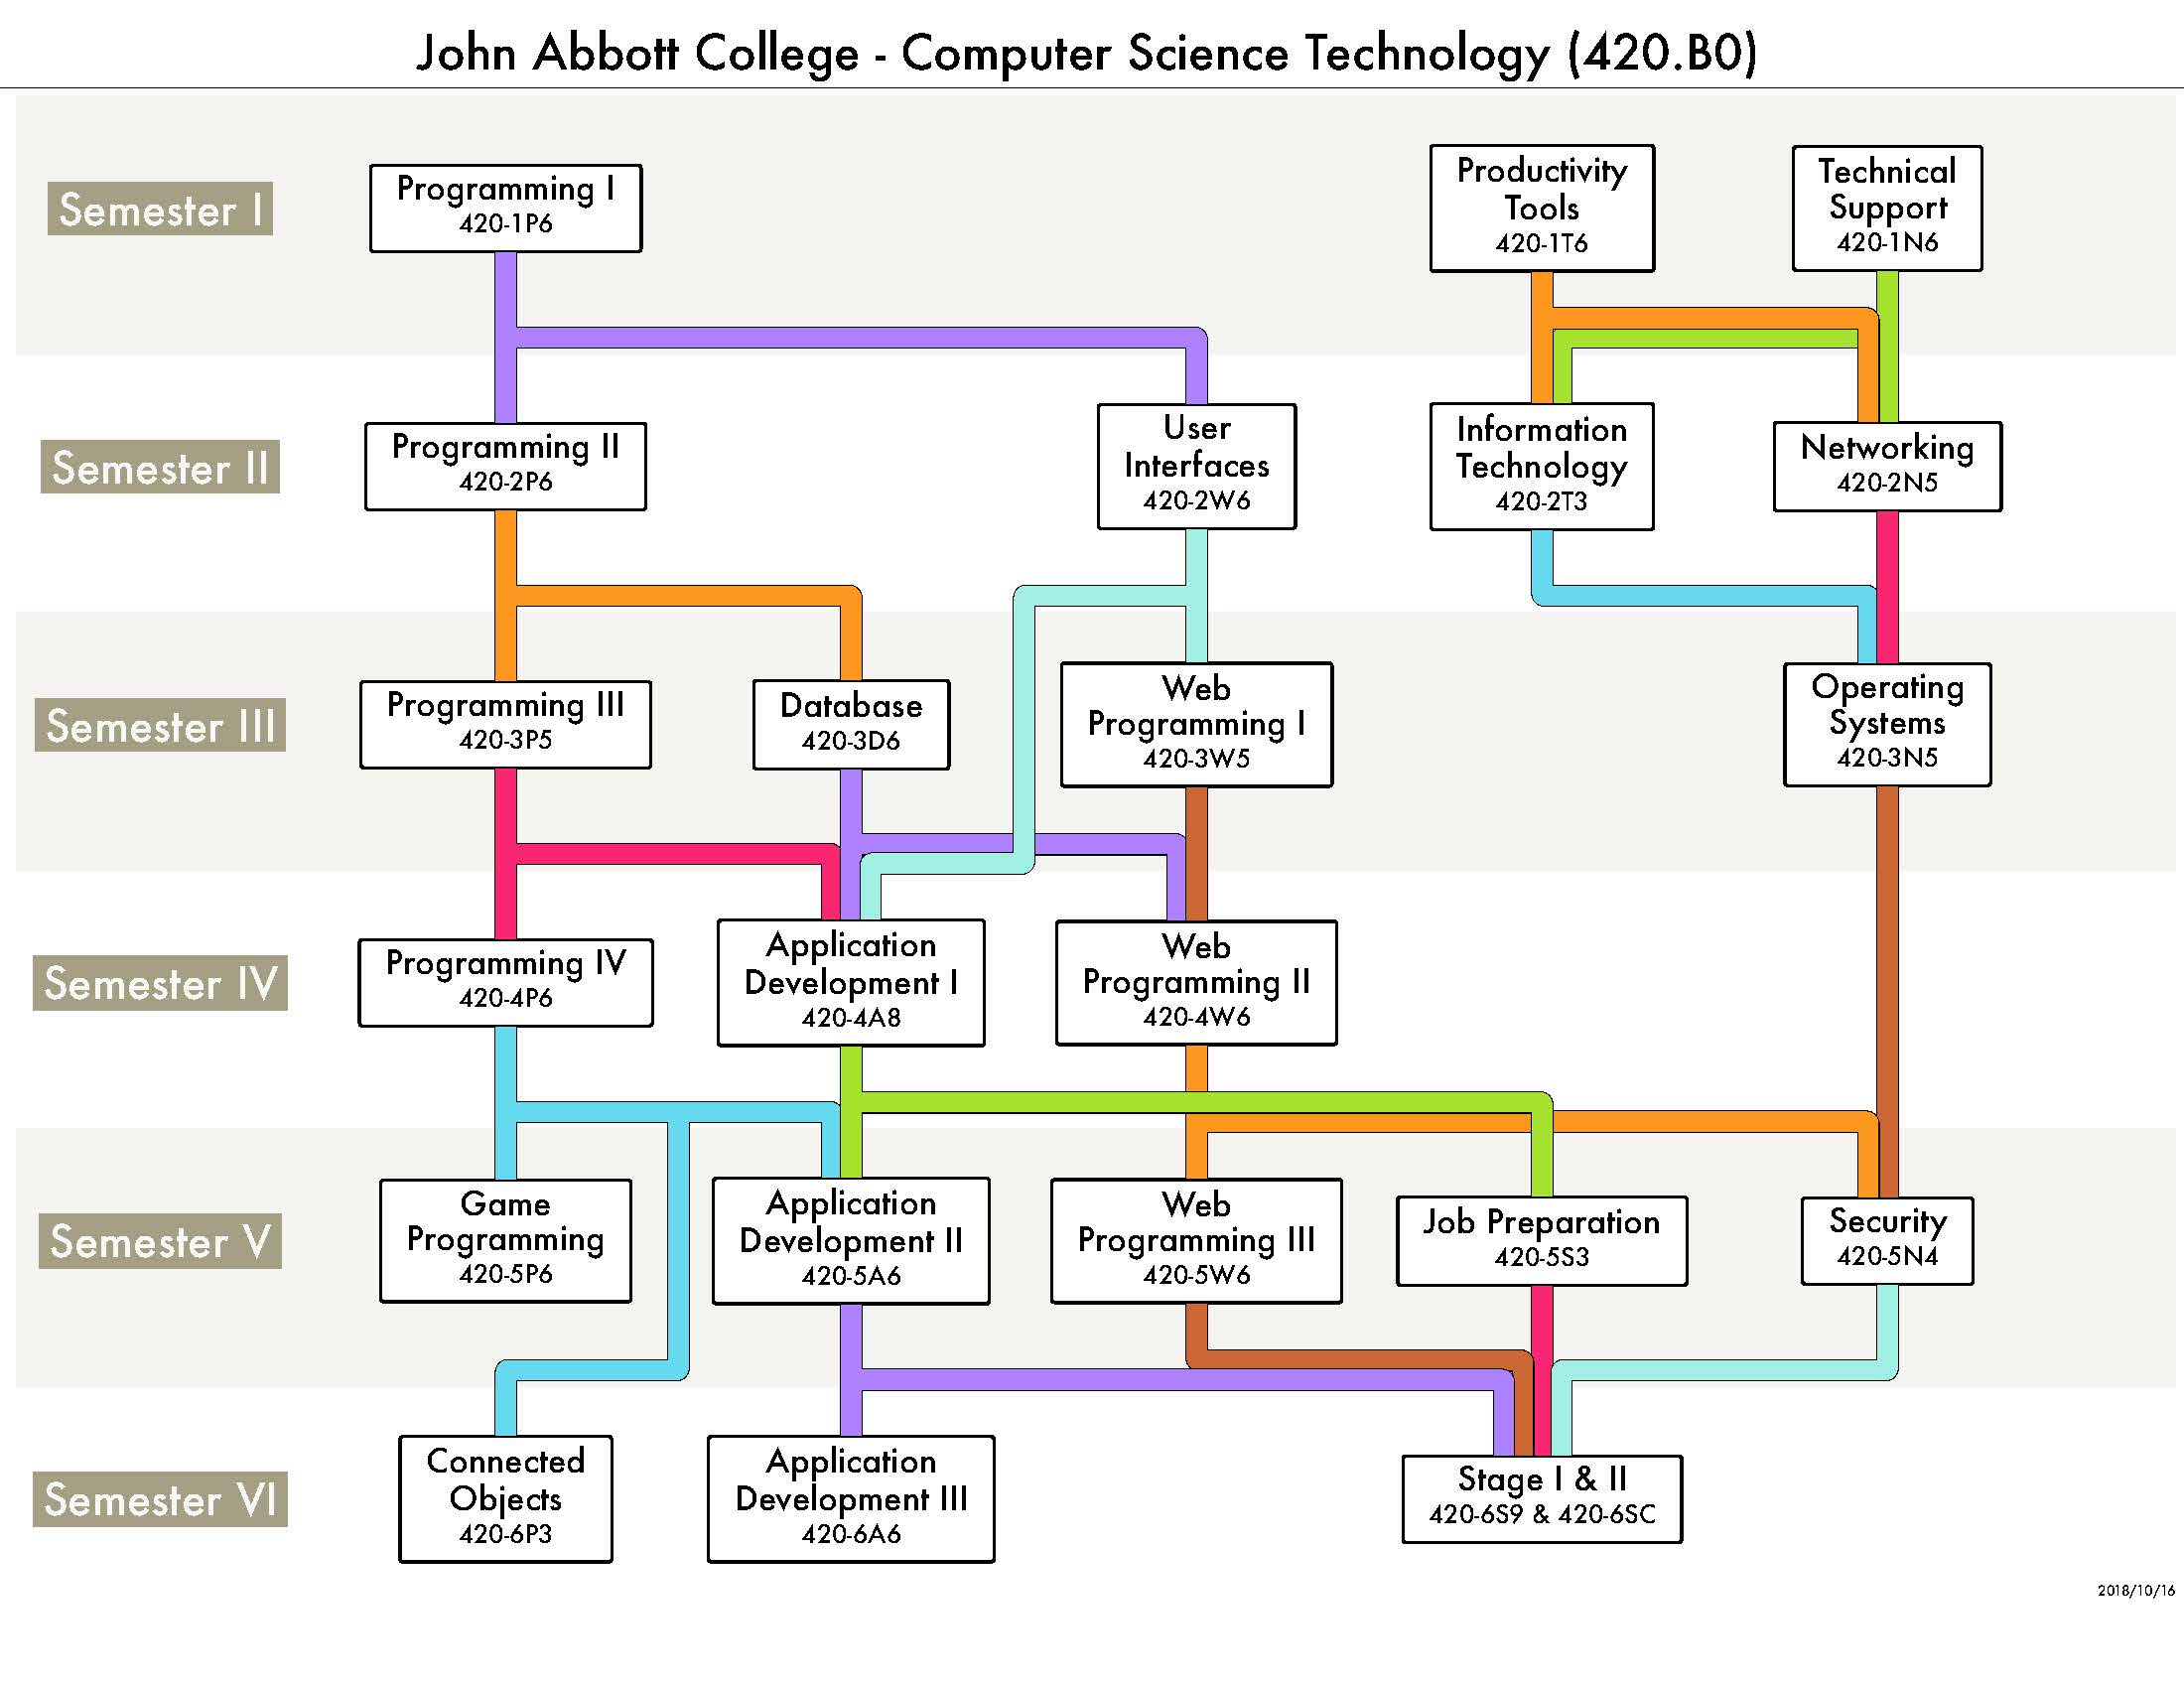 John Abbott College - Computer Science Technology (420.B0)
Semester I
Programming I
420-1P6
Productivity
Tools
420-1T6
Technical
Support
420-1N6
Semester II
Programming II
420-2P6
User
Interfaces
420-2W6
Information
Technology
420-2T3
Networking
420-2N5
Semester III
Programming III
420-3P5
Database
420-3D6
Web
Programming I
420-3W5
Operating
Systems
420-3N5
Semester IV
Programming IV
420-4P6
Application
Development I
420-4A8
Web
Programming II
420-4W6
Semester V
Game
Programming
420-5P6
Application
Development II
420-5A6
Web
Programming III
420-5W6
Job Preparation
420-5S3
Security
420-5N4
Semester VI
Connected
Objects
420-6P3
Application
Development III
420-6A6
Stage I & II
420-6S9 & 420-6SC
2018/10/16